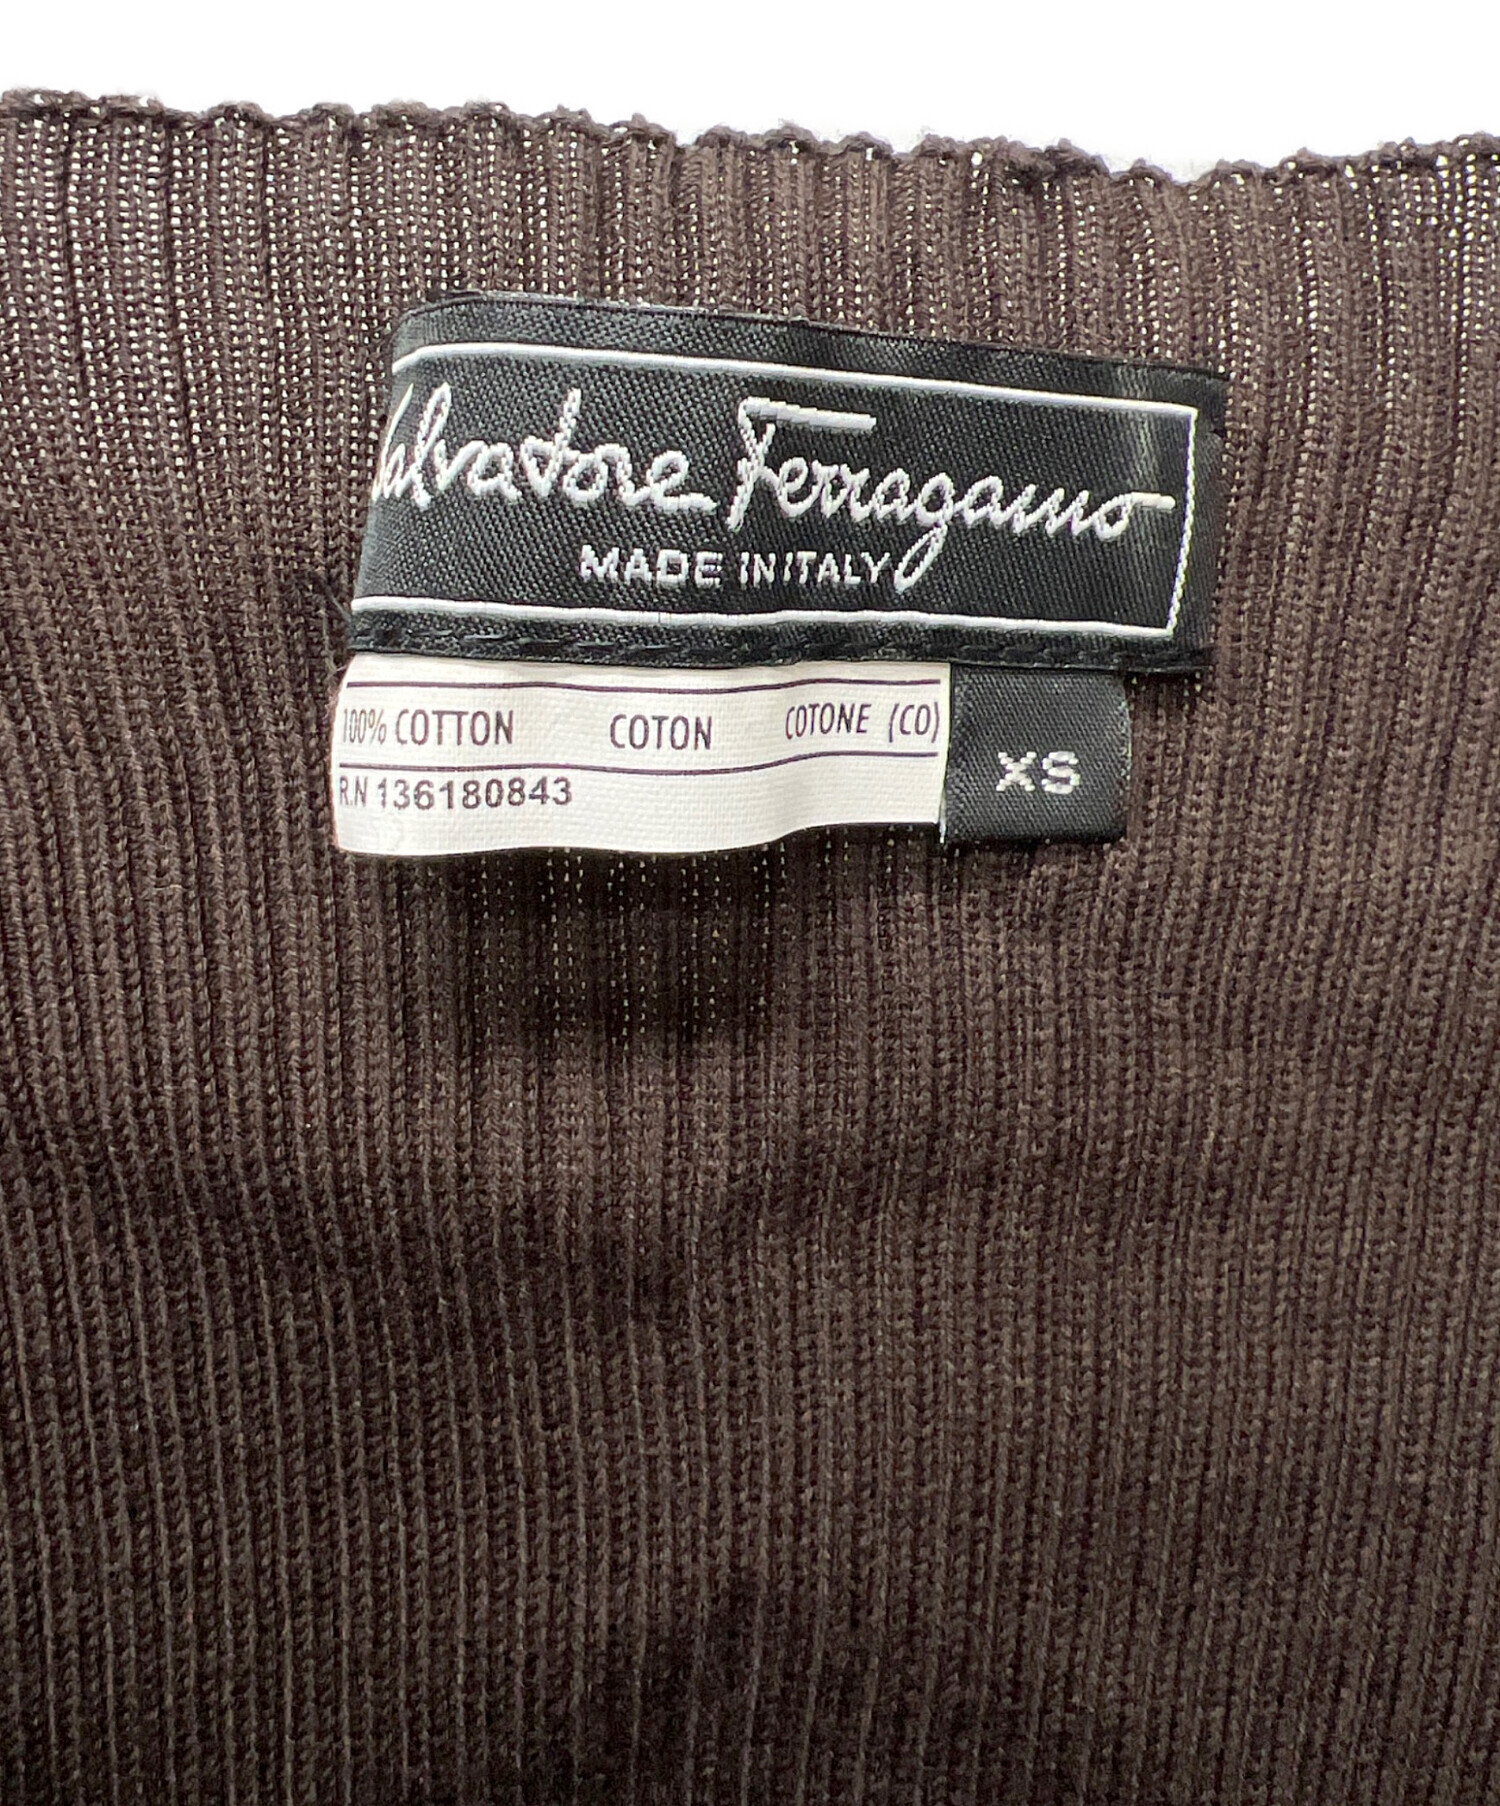 Salvatore Ferragamo
MADE IN ITALY
100% COTTON COTON COTONE (CO)
R.N 136180843
XS